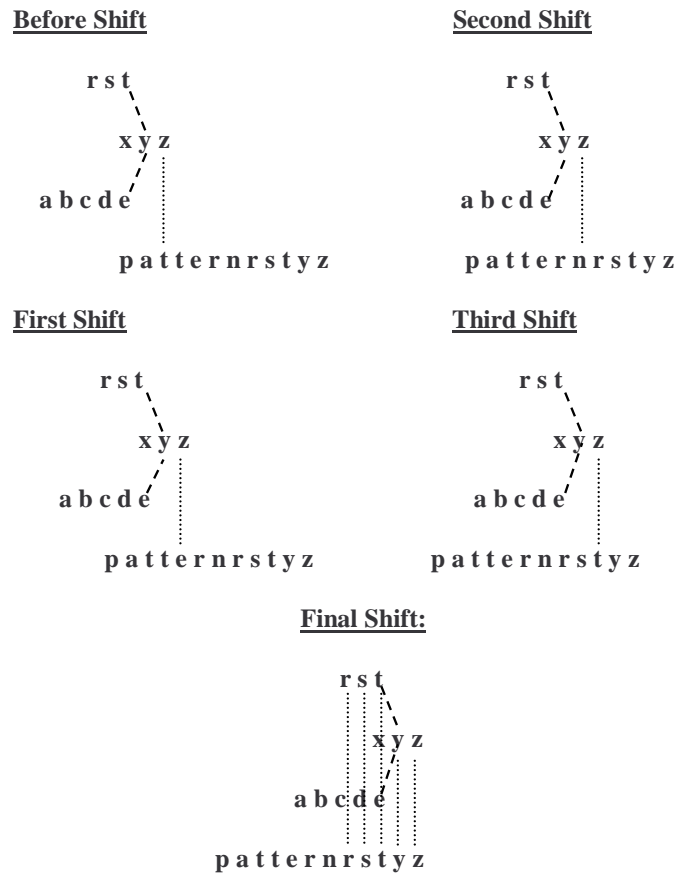 Before Shift
r s t
x y z
a b c d e
p a t t e r n r s t y z
Second Shift
r s t
x y z
a b c d e
p a t t e r n r s t y z
First Shift
r s t
x y z
a b c d e
p a t t e r n r s t y z
Third Shift
r s t
x y z
a b c d e
p a t t e r n r s t y z
Final Shift:
r s t
x y z
a b c d e
p a t t e r n r s t y z